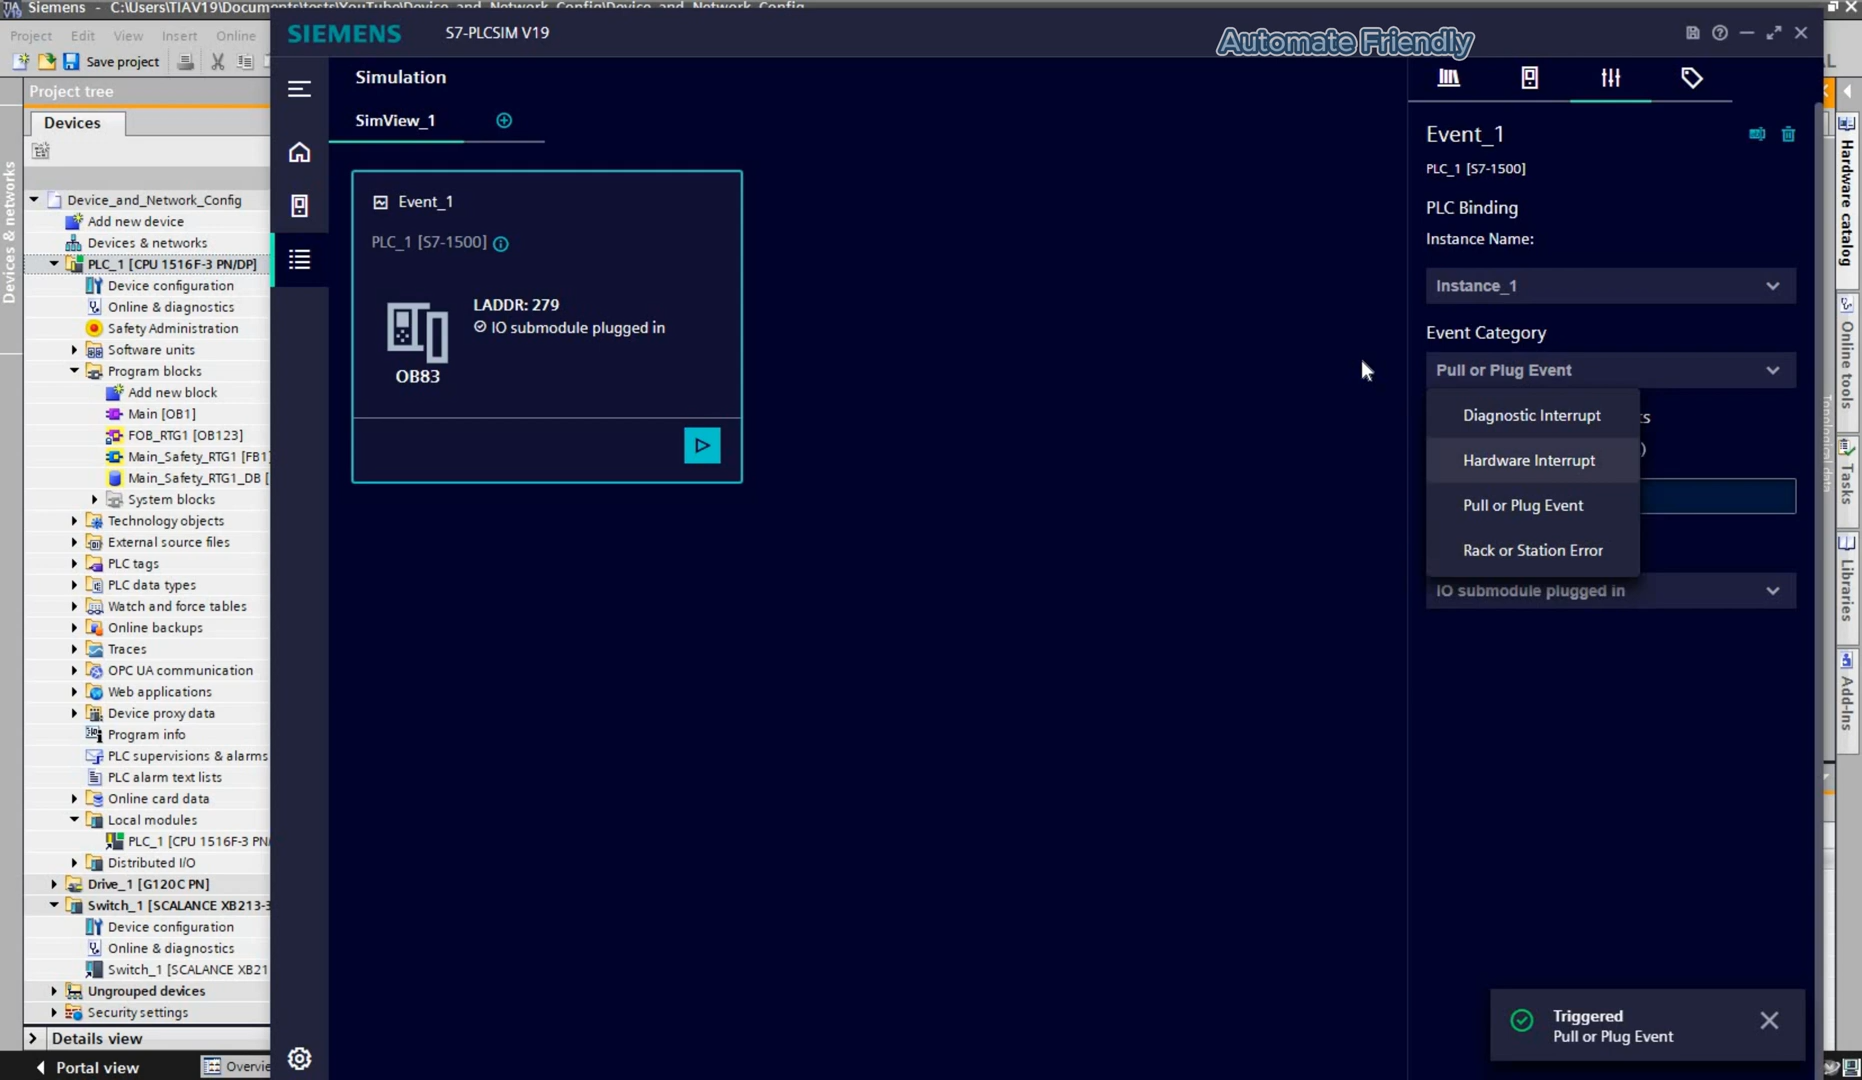 Siemens - C:\Users\TIAV19\Documents\tests\YouTube\Device_and_Network_Config\Device_and_Network_Config
Project Edit View Insert Online
Save project
Project tree
Devices
Device_and_Network_Config
Add new device
Devices & networks
PLC_1 [CPU 1516F-3 PN/DP]
Device configuration
Online & diagnostics
Safety Administration
Software units
Program blocks
Add new block
Main [OB1]
FOB_RTG1 [OB123]
Main_Safety_RTG1 [FB1]
Main_Safety_RTG1_DB [
System blocks
Technology objects
External source files
PLC tags
PLC data types
Watch and force tables
Online backups
Traces
OPC UA communication
Web applications
Device proxy data
Program info
PLC supervisions & alarms
PLC alarm text lists
Online card data
Local modules
PLC_1 [CPU 1516F-3 PN/
Distributed I/O
Drive_1 [G120C PN]
Switch_1 [SCALANCE XB213-3
Device configuration
Online & diagnostics
Switch_1 [SCALANCE XB21
Ungrouped devices
Security settings
Details view
Portal view
Overvie
Devices & networks
SIEMENS
S7-PLCSIM V19
Automate Friendly
Simulation
SimView_1
Event_1
PLC_1 [S7-1500]
LADDR: 279
IO submodule plugged in
OB83
Event_1
PLC_1 [S7-1500]
PLC Binding
Instance Name:
Instance_1
Event Category
Pull or Plug Event
Diagnostic Interrupt
ts
Hardware Interrupt
)
Pull or Plug Event
Rack or Station Error
IO submodule plugged in
Triggered
Pull or Plug Event
Hardware catalog
Online tools
Tasks
Libraries
Add-Ins